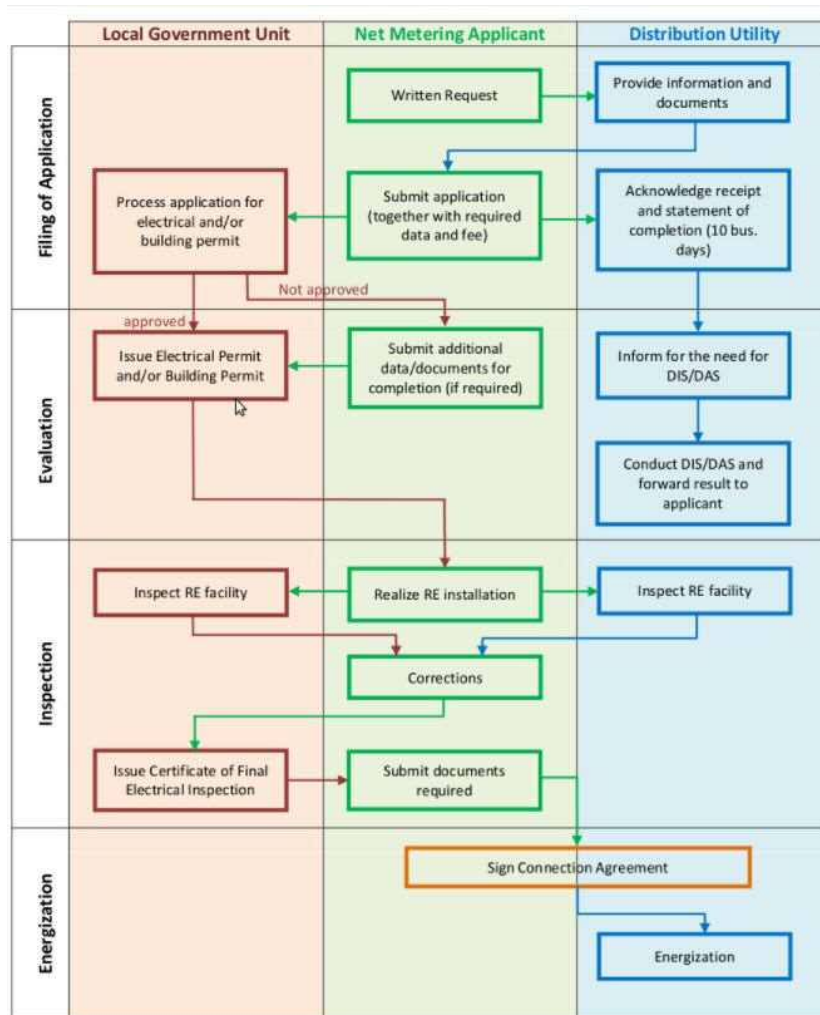 Local Government Unit
Net Metering Applicant
Distribution Utility
Filing of Application
Written Request
Provide information and
documents
Process application for
electrical and/or
building permit
Submit application
(together with required
data and fee)
Acknowledge receipt
and statement of
completion (10 bus.
days)
Not approved
approved
Evaluation
Issue Electrical Permit
and/or Building Permit
Submit additional
data/documents for
completion (if required)
Inform for the need for
DIS/DAS
Conduct DIS/DAS and
forward result to
applicant
Inspection
Inspect RE facility
Realize RE installation
Inspect RE facility
Corrections
Issue Certificate of Final
Electrical Inspection
Submit documents
required
Energization
Sign Connection Agreement
Energization